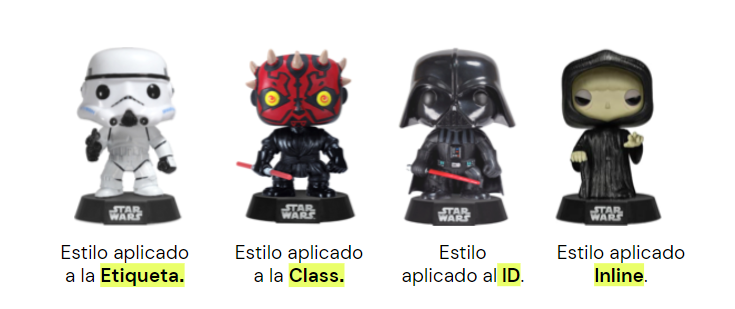 STAR WARS
STAR WARS
STAR WARS
STAR WARS
Estilo aplicado
a la Etiqueta.
Estilo aplicado
a la Class.
Estilo
aplicado al ID.
Estilo aplicado
Inline.